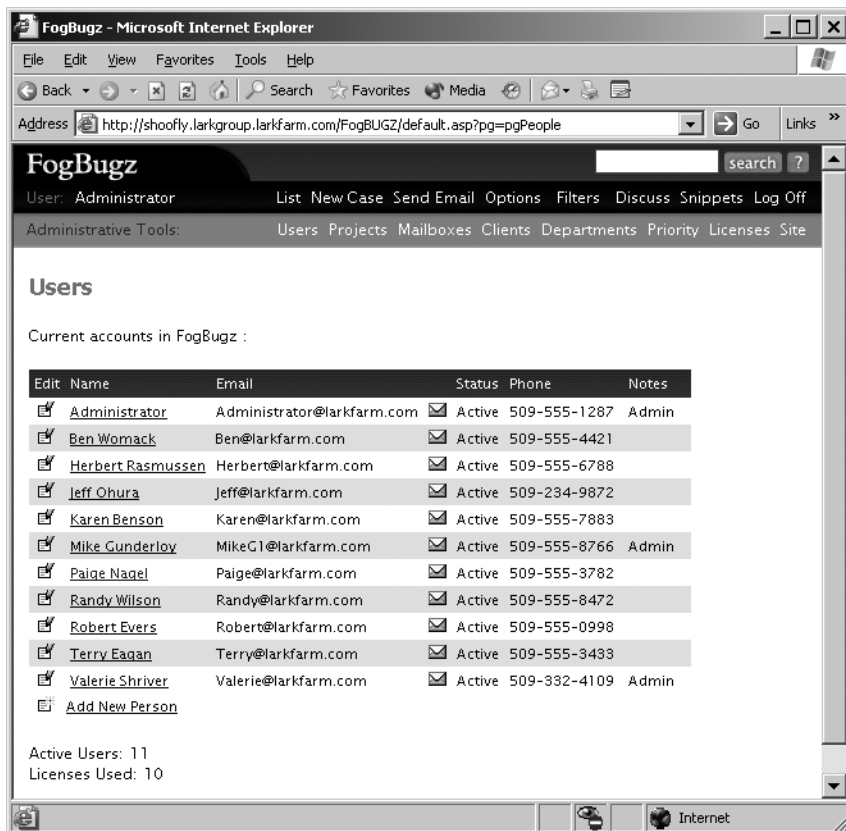 FogBugz - Microsoft Internet Explorer
File Edit View Favorites Tools Help
Back Search Favorites Media
Address http://shoofly.larkgroup.larkfarm.com/FogBUGZ/default.asp?pg=pgPeople Go Links »
FogBugz search ?
User: Administrator List New Case Send Email Options Filters Discuss Snippets Log Off
Administrative Tools: Users Projects Mailboxes Clients Departments Priority Licenses Site
Users
Current accounts in FogBugz :
Edit Name Email Status Phone Notes
Administrator Administrator@larkfarm.com Active 509-555-1287 Admin
Ben Womack Ben@larkfarm.com Active 509-555-4421
Herbert Rasmussen Herbert@larkfarm.com Active 509-555-6788
Jeff Ohura Jeff@larkfarm.com Active 509-234-9872
Karen Benson Karen@larkfarm.com Active 509-555-7883
Mike Gunderloy MikeG1@larkfarm.com Active 509-555-8766 Admin
Paige Nagel Paige@larkfarm.com Active 509-555-3782
Randy Wilson Randy@larkfarm.com Active 509-555-8472
Robert Evers Robert@larkfarm.com Active 509-555-0998
Terry Eagan Terry@larkfarm.com Active 509-555-3433
Valerie Shriver Valerie@larkfarm.com Active 509-332-4109 Admin
Add New Person
Active Users: 11
Licenses Used: 10
Internet